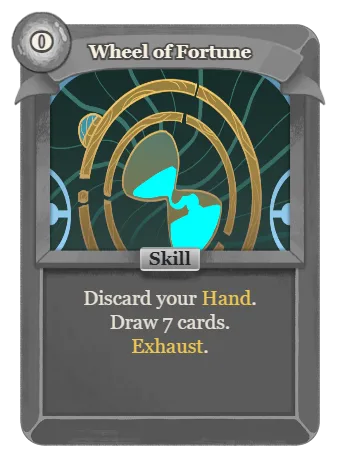 0
Wheel of Fortune
Skill
Discard your Hand.
Draw 7 cards.
Exhaust.